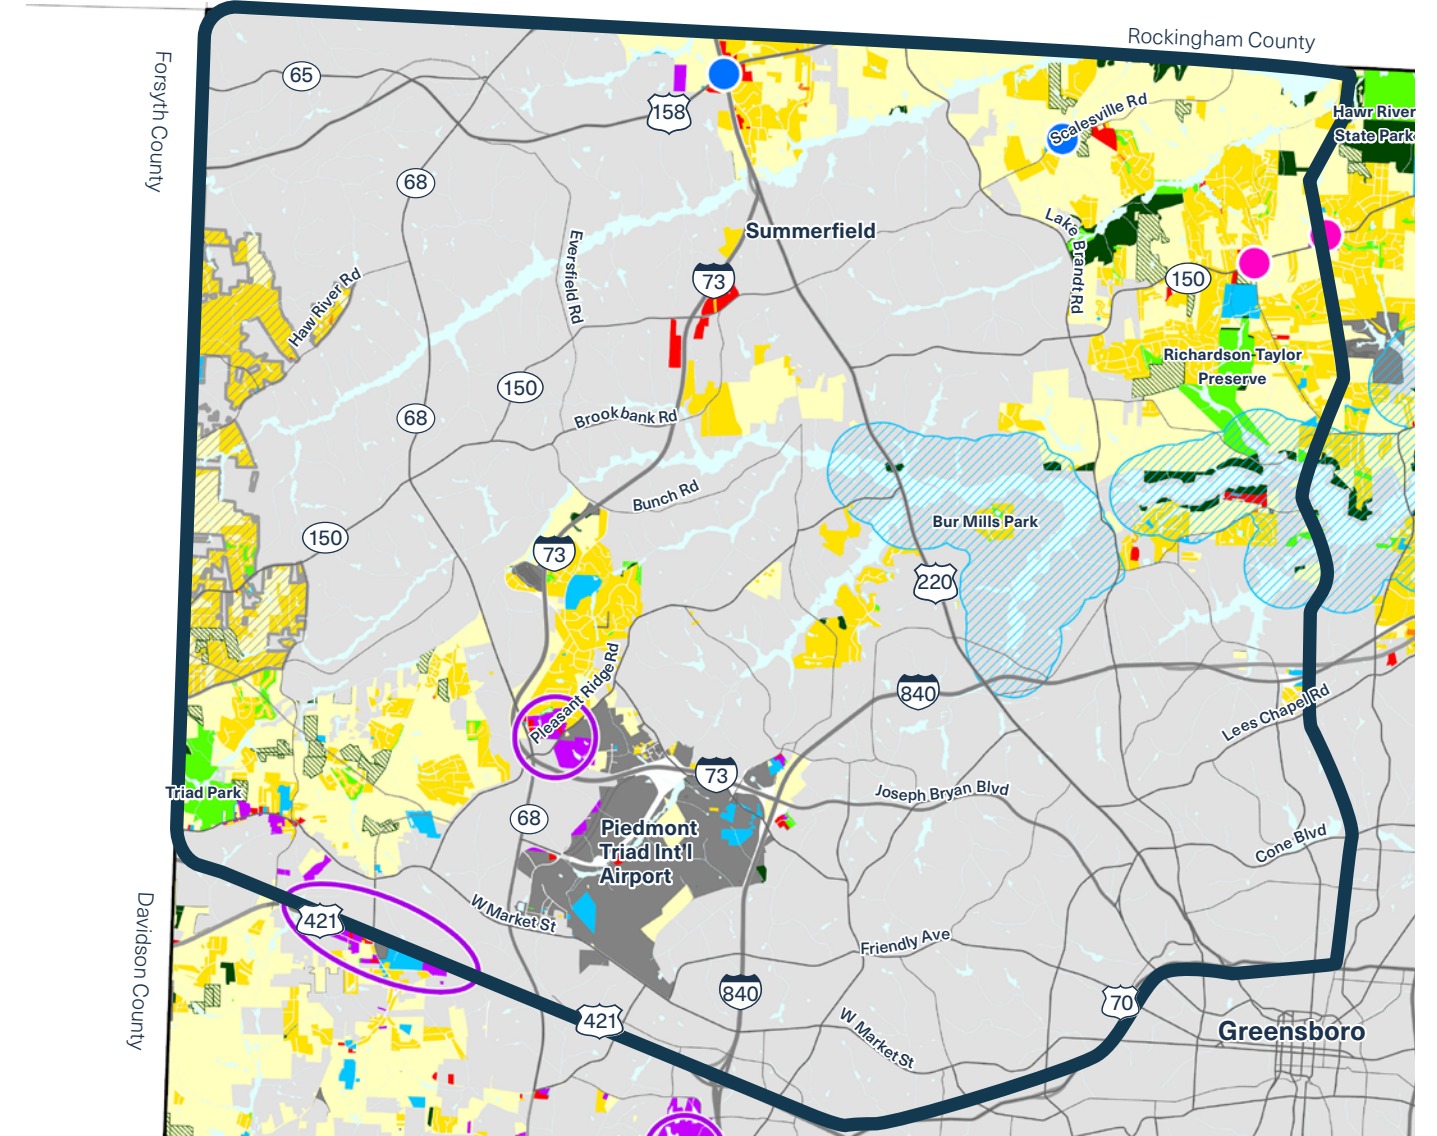 Rockingham County
Forsyth County
65
158
Scalesville Rd
Hawr River
State Park
68
Lake Brandt Rd
Summerfield
Eversfield Rd
73
150
Haw River Rd
Richardson-Taylor
Preserve
150
68
Brookbank Rd
Bunch Rd
Bur Mills Park
150
73
220
Pleasant Ridge Rd
840
Lees Chapel Rd
73
Triad Park
Joseph Bryan Blvd
68
Piedmont
Triad Int'l
Airport
Cone Blvd
Davidson County
421
W Market St
Friendly Ave
840
70
421
W Market St
Greensboro